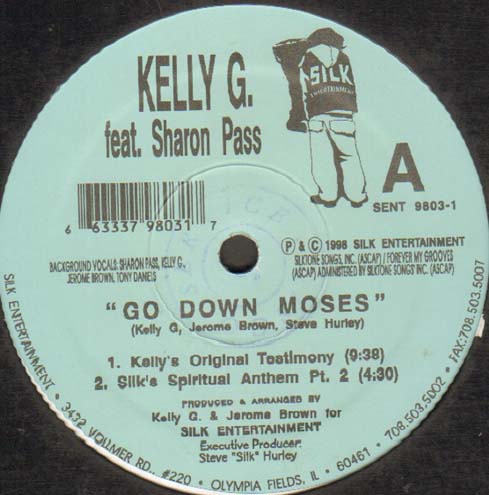 KELLY G.
feat. Sharon Pass
SILK
ENTERTAINMENT
A
SENT 9803-1
6 63337 98031 7
SERVICE
BACKGROUND VOCALS: SHARON PASS, KELLY G.,
JEROME BROWN, TONY DANIELS
℗ & © 1998 SILK ENTERTAINMENT
SILKTONE SONGS, INC. (ASCAP) / FOREVER MY GROOVES
(ASCAP) ADMINISTERED BY SILKTONE SONGS' INC. (ASCAP)
"GO DOWN MOSES"
(Kelly G, Jerome Brown, Steve Hurley)
1. Kelly's Original Testimony (9:38)
2. Silk's Spiritual Anthem Pt. 2 (4:30)
PRODUCED & ARRANGED BY
Kelly G. & Jerome Brown for
SILK ENTERTAINMENT
Executive Producer:
Steve "Silk" Hurley
SILK ENTERTAINMENT • 3472 VOLLMER RD., #220 • OLYMPIA FIELDS, IL • 60461 • 708.503.5002 • FAX:708.503.5007